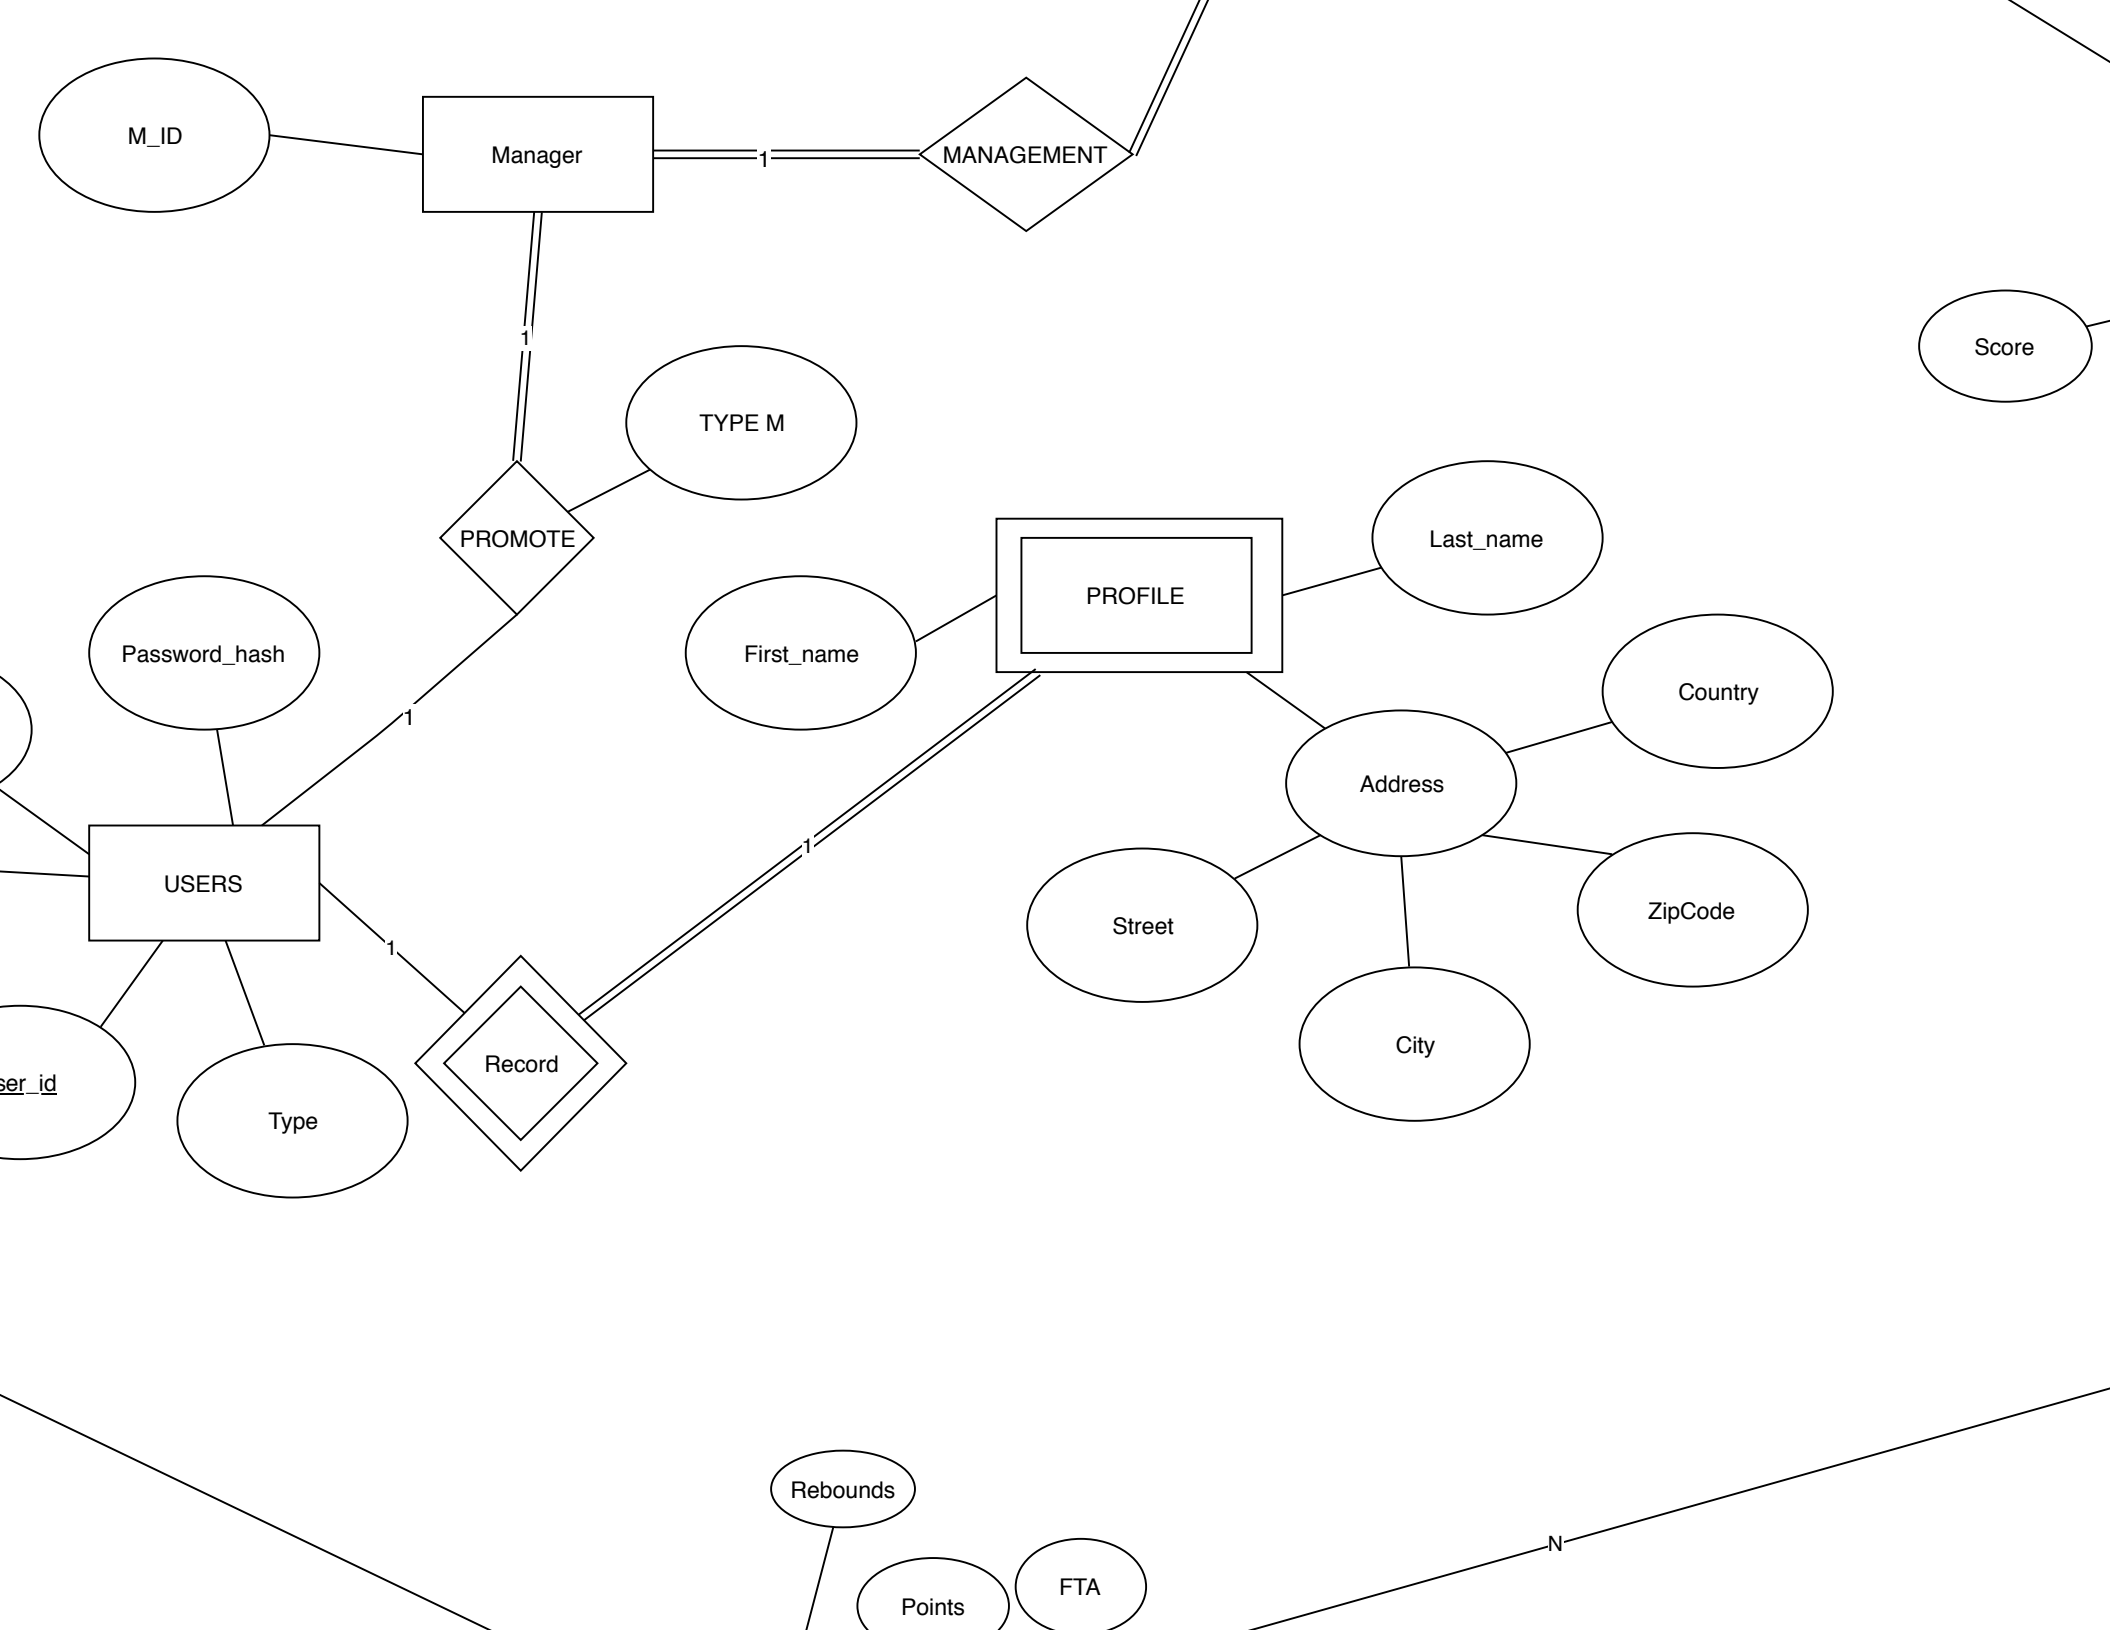 M_ID
Manager
1
MANAGEMENT
1
Score
TYPE M
PROMOTE
Last_name
PROFILE
First_name
Password_hash
Country
1
Address
1
USERS
ZipCode
Street
1
City
Record
ser_id
Type
Rebounds
N
FTA
Points